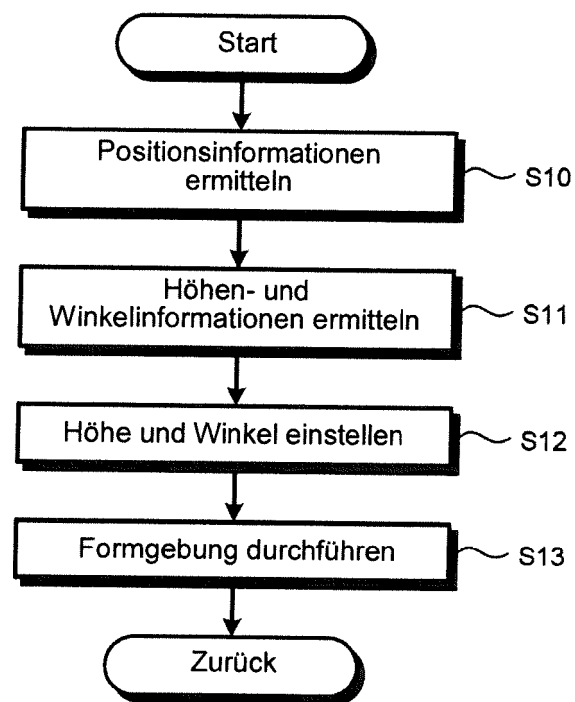 Start
Positionsinformationen
ermitteln
S10
Höhen- und
Winkelinformationen ermitteln
S11
Höhe und Winkel einstellen
S12
Formgebung durchführen
S13
Zurück